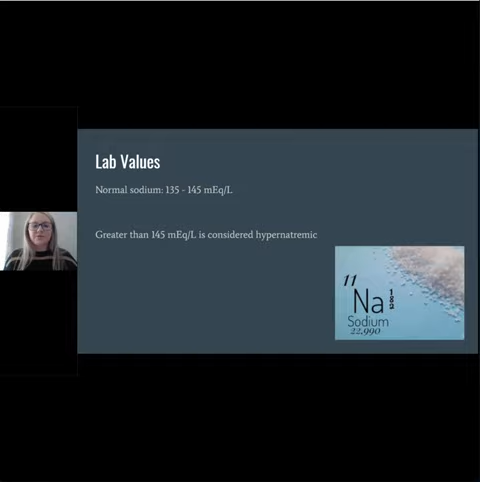 Lab Values
Normal sodium: 135 - 145 mEq/L
Greater than 145 mEq/L is considered hypernatremic
11
Na
Sodium
22.990